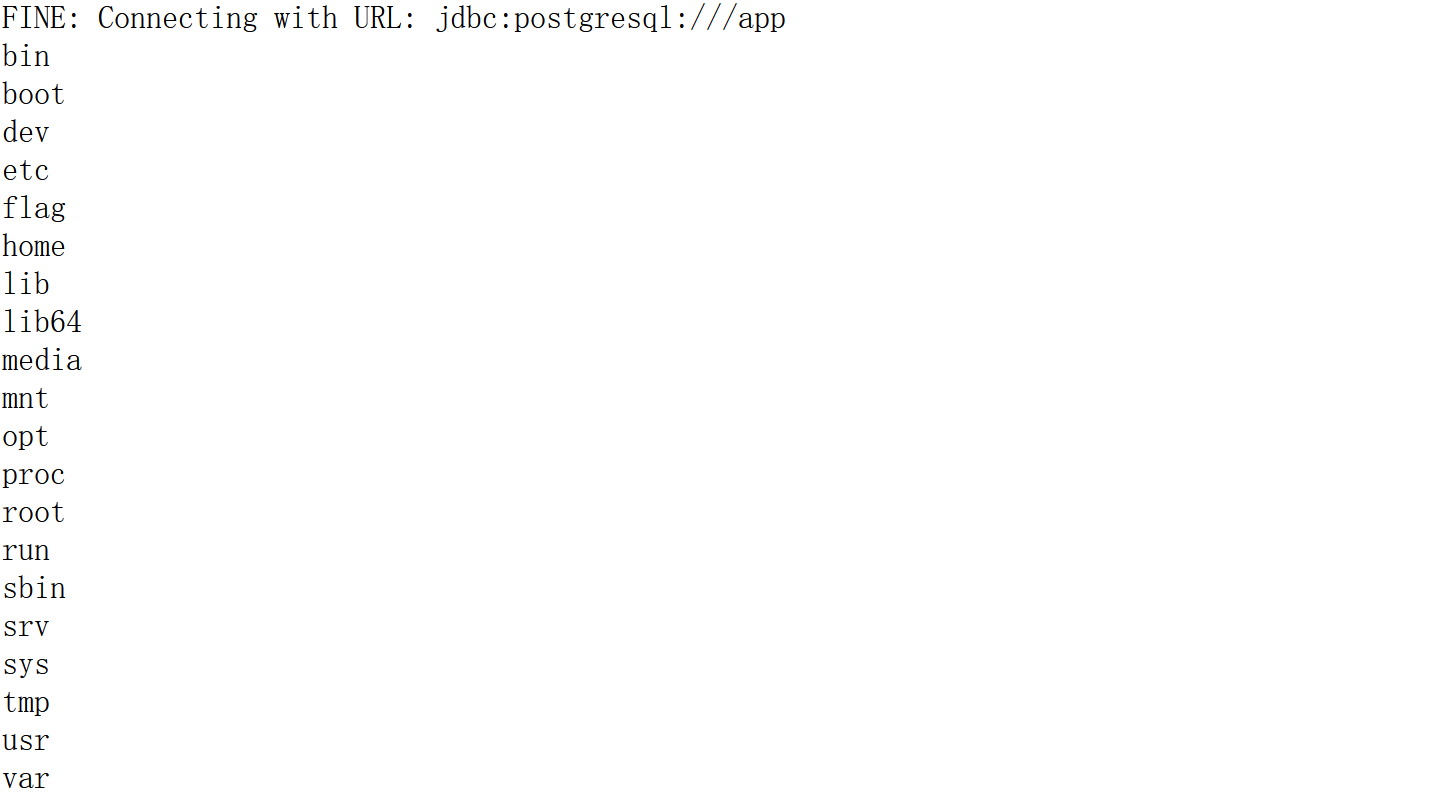 FINE: Connecting with URL: jdbc:postgresql:///app
bin
boot
dev
etc
flag
home
lib
lib64
media
mnt
opt
proc
root
run
sbin
srv
sys
tmp
usr
var